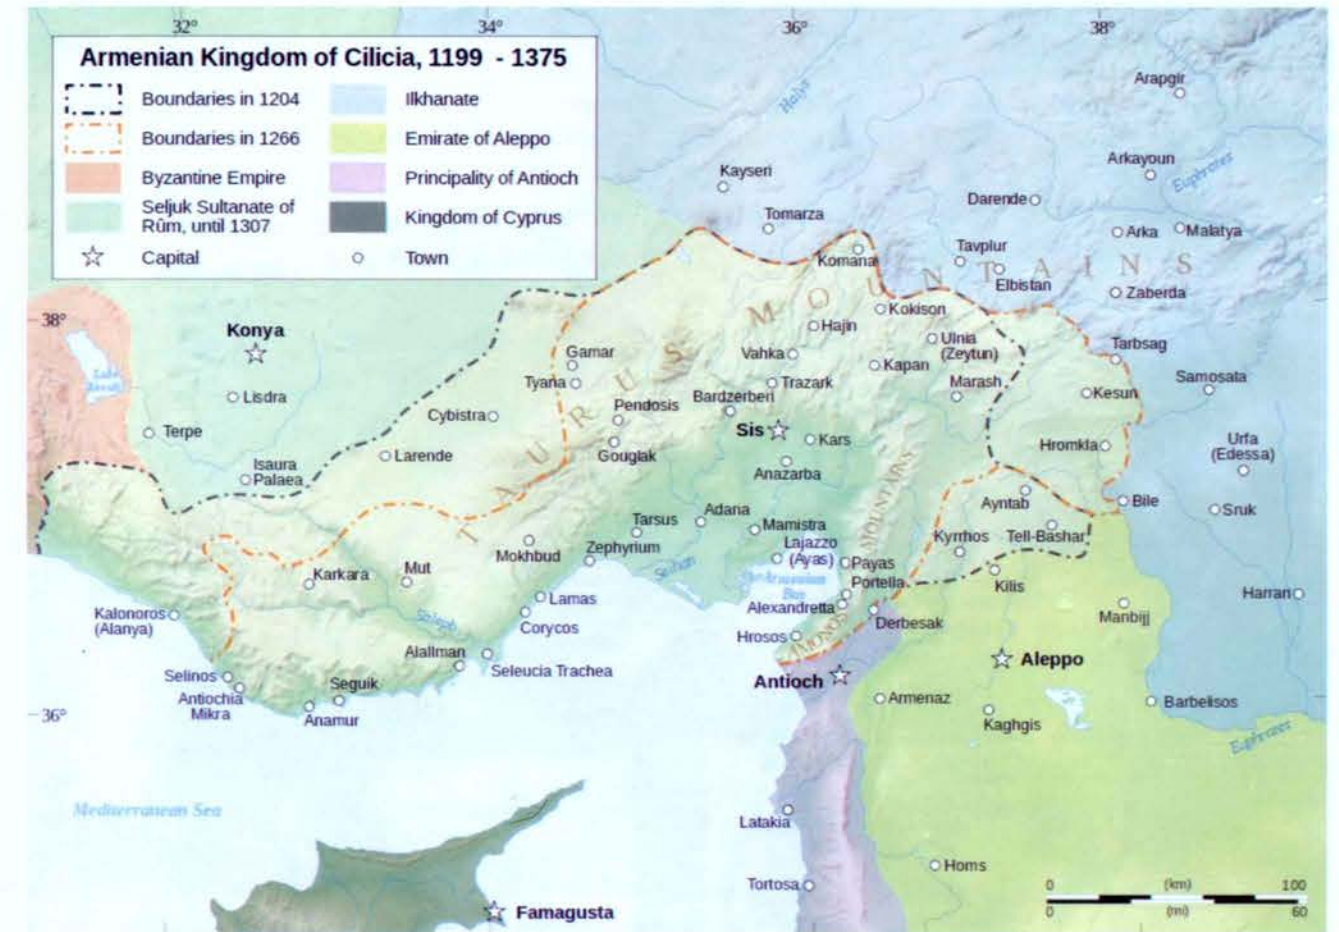 32°
34°
36°
38°
Armenian Kingdom of Cilicia, 1199 - 1375
Boundaries in 1204
Boundaries in 1266
Byzantine Empire
Seljuk Sultanate of
Rûm, until 1307
Capital
Ilkhanate
Emirate of Aleppo
Principality of Antioch
Kingdom of Cyprus
Town
Halys
Arapgir
Arkayoun
Euphrates
Kayseri
Darende
Tomarza
Arka
Malatya
Tavplur
Komana
Elbistan
Zaberda
TAURUS MOUNTAINS
38°
Konya
Kokison
Hajin
Ulnia
(Zeytun)
Tarbsag
Gamar
Vahka
Kapan
Tyana
Trazark
Marash
Samosata
Lisdra
Bardzerberi
Kesun
Pendosis
Cybistra
Terpe
Sis
Kars
Gouglak
Hromkla
Urfa
(Edessa)
Larende
Isaura
Palaea
Anazarba
Ayntab
Bile
Sruk
Adana
Tarsus
Mamistra
Kyrrhos
Tell-Bashar
Mokhbud
Zephyrium
Lajazzo
(Ayas)
MOUNTAINS
Payas
Karkara
Mut
Portella
Kilis
Harran
Lamas
Alexandretta
Manbijj
Kalonoros
(Alanya)
Corycos
Derbesak
Hrosos
Alallman
Aleppo
Selinos
Seleucia Trachea
Antioch
Seguik
Antiochia
Mikra
Armenaz
Barbelisos
36°
Anamur
Kaghgis
Euphrates
Mediterranean Sea
Latakia
Homs
Tortosa
0 (km) 100
0 (mi) 60
Famagusta